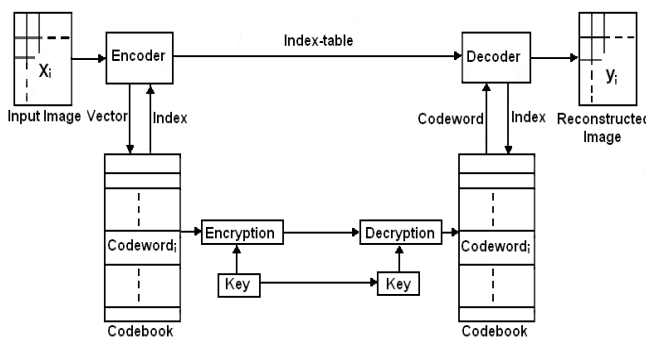 Xi
Input Image
Encoder
Index-table
Decoder
yi
Reconstructed
Image
Vector
Index
Codeword
Index
Codewordi
Encryption
Decryption
Codewordi
Key
Key
Codebook
Codebook